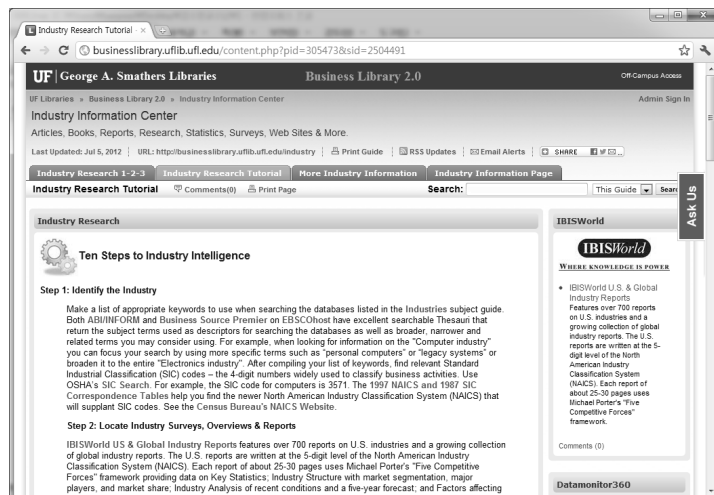 Industry Research Tutorial -
businesslibrary.uflib.ufl.edu/content.php?pid=305473&sid=2504491
UF | George A. Smathers Libraries
Business Library 2.0
Off-Campus Access
UF Libraries » Business Library 2.0 » Industry Information Center
Admin Sign In
Industry Information Center
Articles, Books, Reports, Research, Statistics, Surveys, Web Sites & More.
Last Updated: Jul 5, 2012 URL: http://businesslibrary.uflib.ufl.edu/industry Print Guide RSS Updates Email Alerts SHARE
Industry Research 1-2-3 Industry Research Tutorial More Industry Information Industry Information Page
Industry Research Tutorial Comments(0) Print Page Search: This Guide Searc
Ask Us
Industry Research
Ten Steps to Industry Intelligence
Step 1: Identify the Industry
Make a list of appropriate keywords to use when searching the databases listed in the Industries subject guide.
Both ABI/INFORM and Business Source Premier on EBSCOhost have excellent searchable Thesauri that
return the subject terms used as descriptors for searching the databases as well as broader, narrower and
related terms you may consider using. For example, when looking for information on the "Computer industry"
you can focus your search by using more specific terms such as "personal computers" or "legacy systems" or
broaden it to the entire "Electronics industry". After compiling your list of keywords, find relevant Standard
Industrial Classification (SIC) codes – the 4-digit numbers widely used to classify business activities. Use
OSHA's SIC Search. For example, the SIC code for computers is 3571. The 1997 NAICS and 1987 SIC
Correspondence Tables help you find the newer North American Industry Classification System (NAICS) that
will supplant SIC codes. See the Census Bureau's NAICS Website.
Step 2: Locate Industry Surveys, Overviews & Reports
IBISWorld US & Global Industry Reports features over 700 reports on U.S. industries and a growing collection
of global industry reports. The U.S. reports are written at the 5-digit level of the North American Industry
Classification System (NAICS). Each report of about 25-30 pages uses Michael Porter's "Five Competitive
Forces" framework providing data on Key Statistics; Industry Structure with market segmentation, major
players, and market share; Industry Analysis of recent conditions and a five-year forecast; and Factors affecting
IBISWorld
IBISWorld
WHERE KNOWLEDGE IS POWER
IBISWorld U.S. & Global
Industry Reports
Features over 700 reports
on U.S. industries and a
growing collection of global
industry reports. The U.S.
reports are written at the 5-
digit level of the North
American Industry
Classification System
(NAICS). Each report of
about 25-30 pages uses
Michael Porter's "Five
Competitive Forces"
framework.
Comments (0)
Datamonitor360